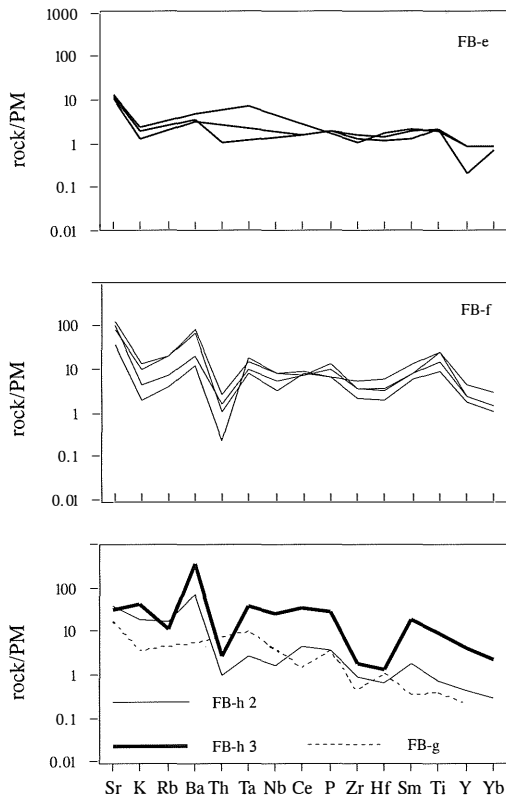 1000
FB-e
10
1
0.1
0.01
rock/PM
FB-f
100
10
1
0.1
0.01
rock/PM
100
10
1
0.1
0.01
rock/PM
FB-h 2
FB-h 3
FB-g
Sr K Rb Ba Th Ta Nb Ce P Zr Hf Sm Ti Y Yb